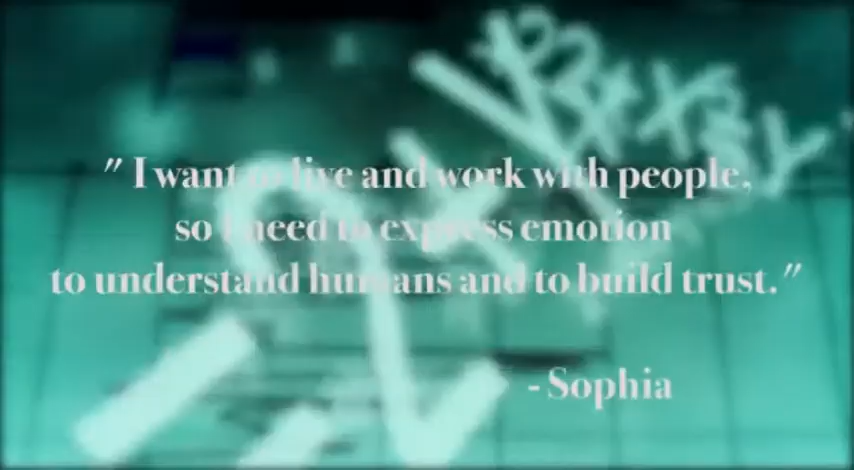 " I want to live and work with people,
so I need to express emotion
to understand humans and to build trust."
- Sophia